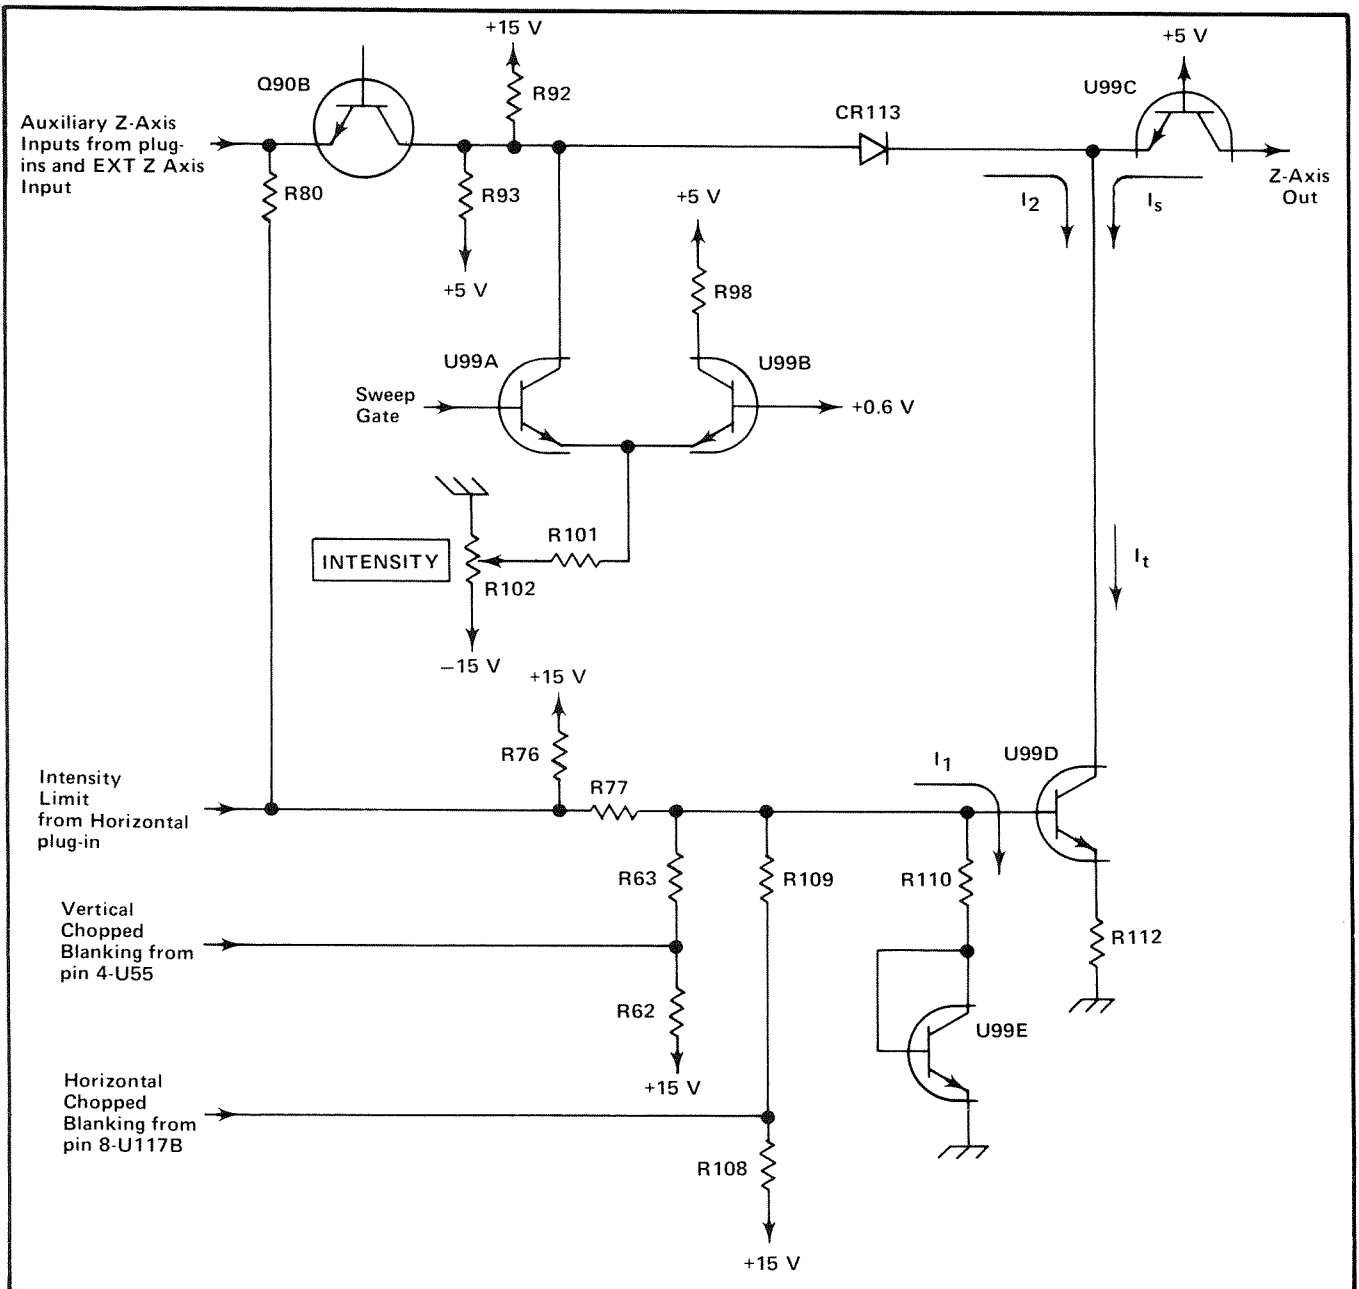 +15 V
+5 V
Q90B
R92
U99C
CR113
Auxiliary Z-Axis
Inputs from plug-
ins and EXT Z Axis
Input
R80
R93
+5 V
Z-Axis
Out
I2
Is
+5 V
R98
U99A
U99B
Sweep
Gate
+0.6 V
R101
INTENSITY
R102
It
−15 V
+15 V
R76
U99D
I1
Intensity
Limit
from Horizontal
plug-in
R77
R63
R109
R110
Vertical
Chopped
Blanking from
pin 4-U55
R112
R62
U99E
+15 V
Horizontal
Chopped
Blanking from
pin 8-U117B
R108
+15 V